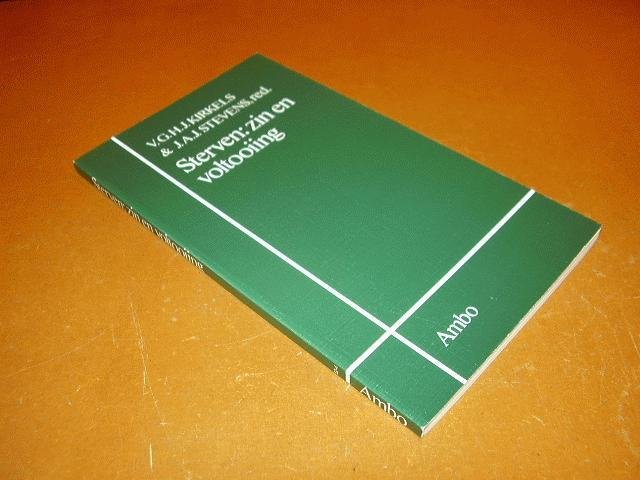 V.G.H.J.KIRKELS
& J.A.J.STEVENS, red.
Sterven: zin en
voltooiing
Ambo
Sterven: zin en voltooiing
Ambo